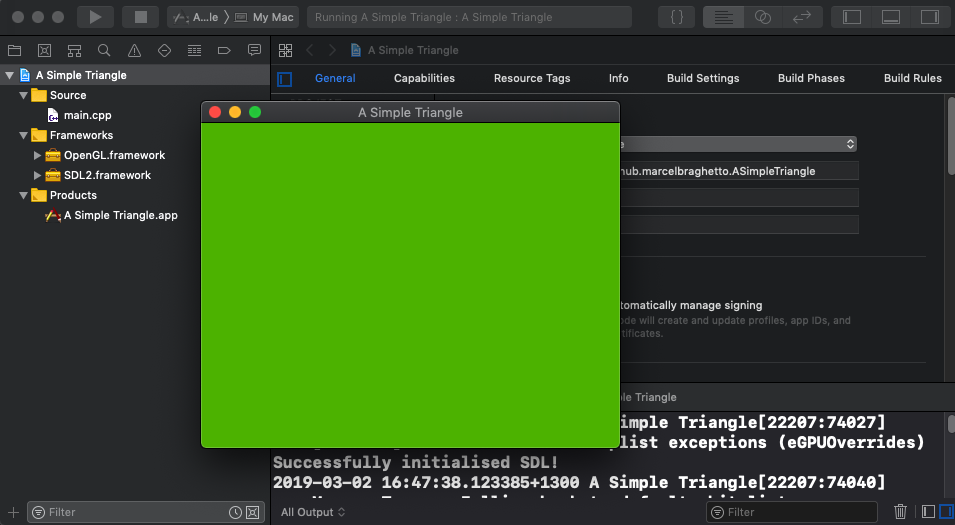 A...le
My Mac
Running A Simple Triangle : A Simple Triangle
A Simple Triangle
A Simple Triangle
General
Capabilities
Resource Tags
Info
Build Settings
Build Phases
Build Rules
Source
main.cpp
Frameworks
OpenGL.framework
SDL2.framework
Products
A Simple Triangle.app
A Simple Triangle
hub.marcelbraghetto.ASimpleTriangle
tomatically manage signing
ode will create and update profiles, app IDs, and
tificates.
ple Triangle
imple Triangle[22207:74027]
list exceptions (eGPUOverrides)
Successfully initialised SDL!
2019-03-02 16:47:38.123385+1300 A Simple Triangle[22207:74040]
Filter
All Output
Filter